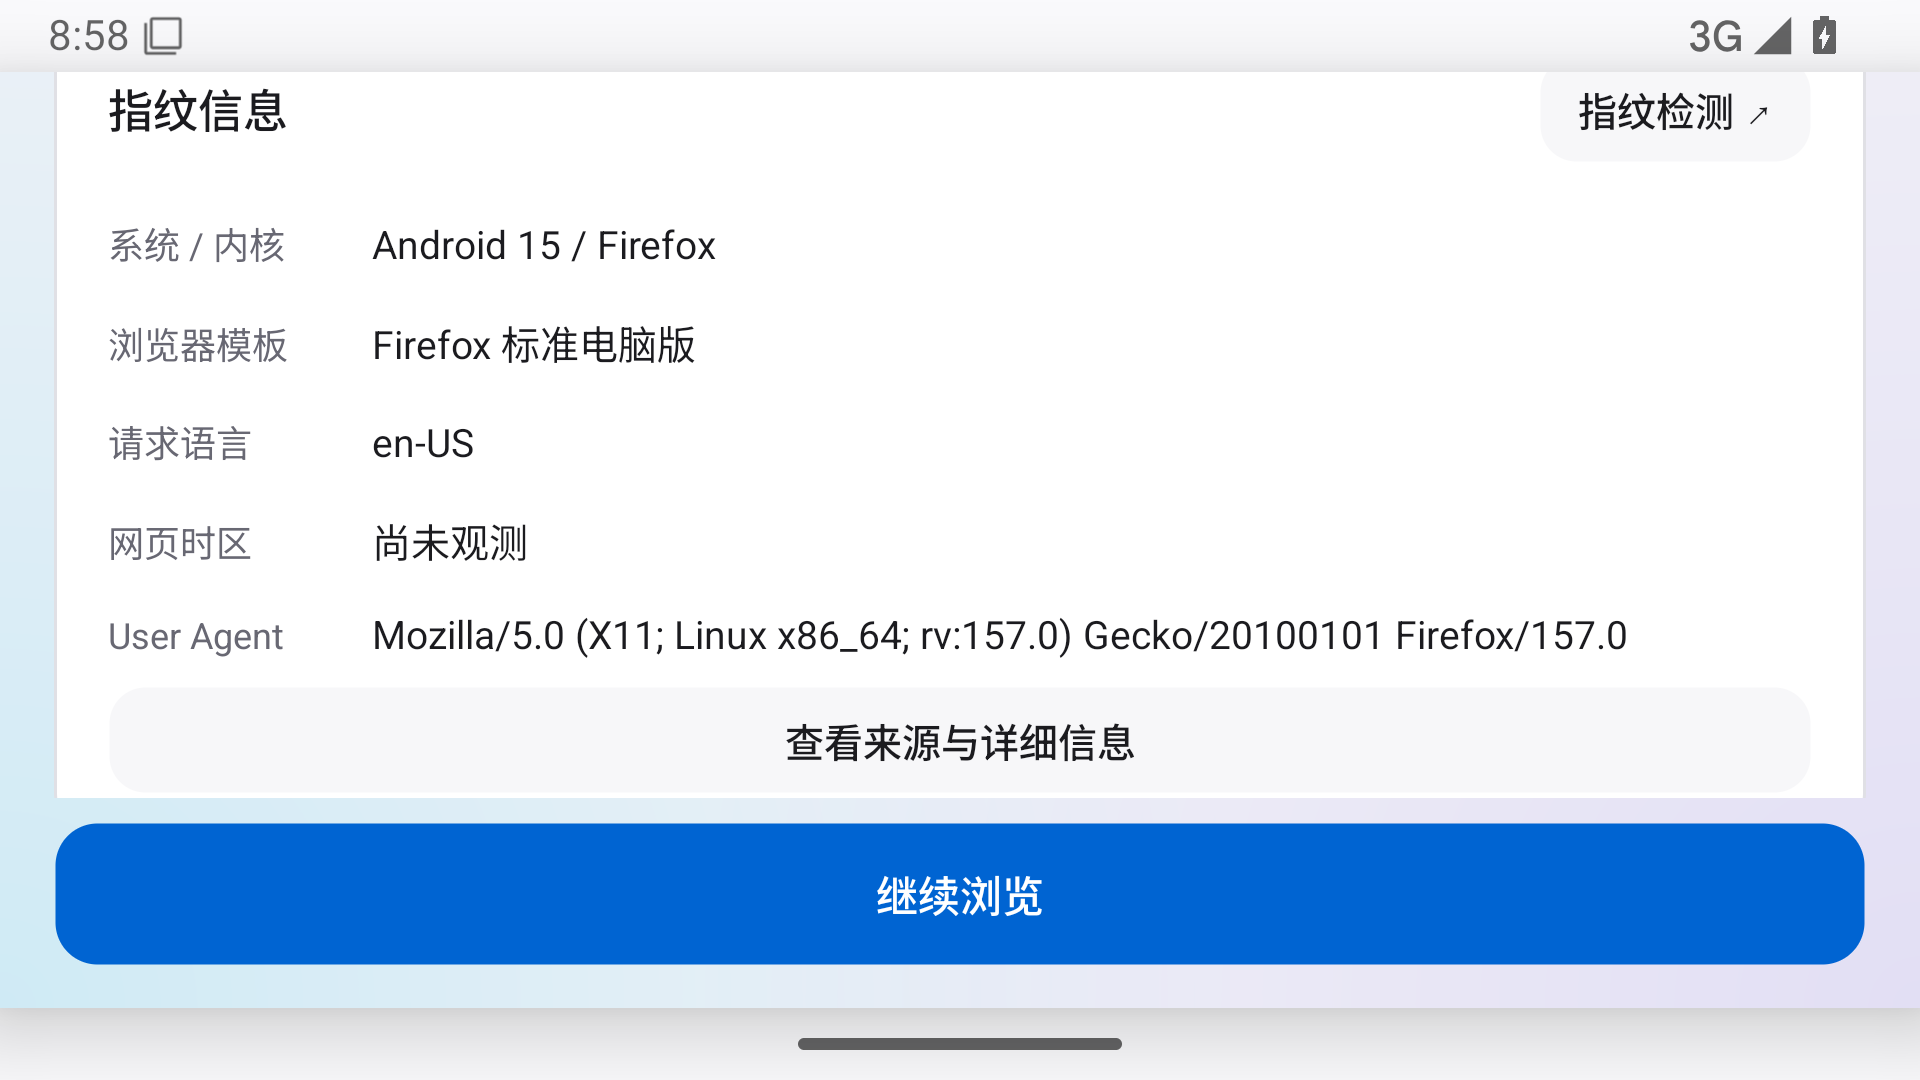 8:58
3G
指纹信息
指纹检测 ↗
系统 / 内核
Android 15 / Firefox
浏览器模板
Firefox 标准电脑版
请求语言
en-US
网页时区
尚未观测
User Agent
Mozilla/5.0 (X11; Linux x86_64; rv:157.0) Gecko/20100101 Firefox/157.0
查看来源与详细信息
继续浏览